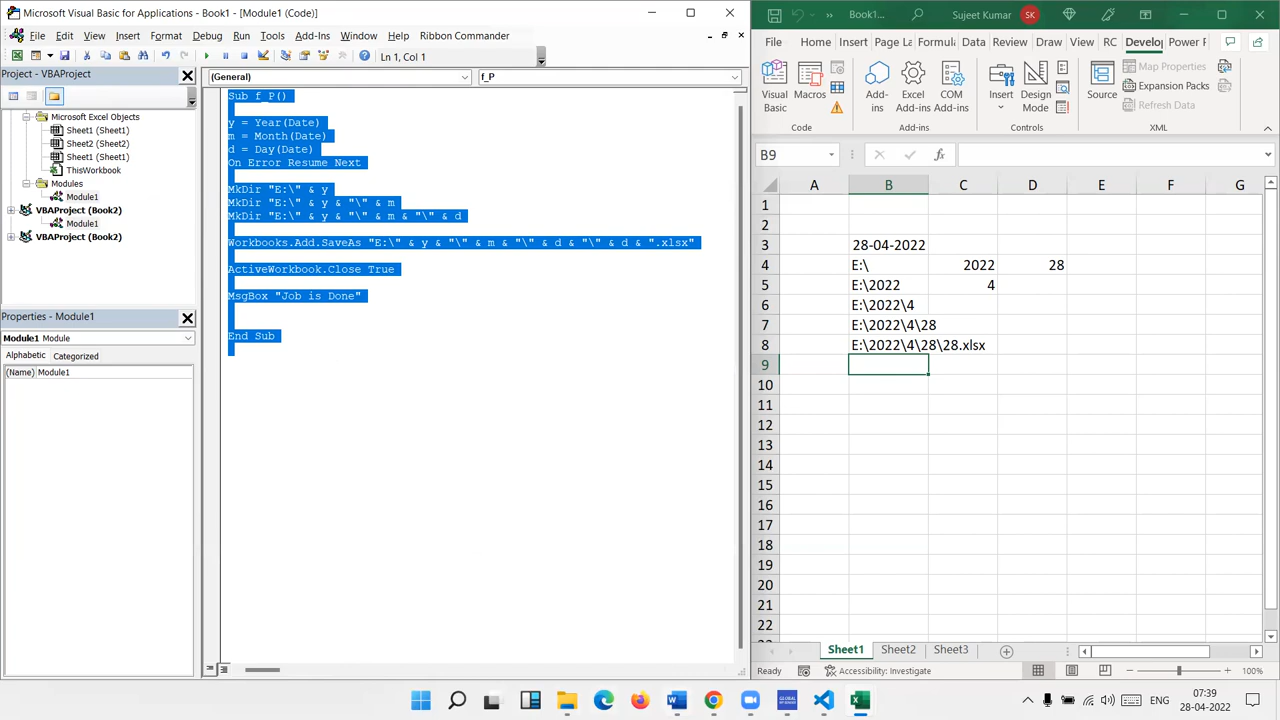 Microsoft Visual Basic for Applications - Book1 - [Module1 (Code)]
File Edit View Insert Format Debug Run Tools Add-Ins Window Help Ribbon Commander
Ln 1, Col 1
Project - VBAProject
Microsoft Excel Objects
Sheet1 (Sheet1)
Sheet2 (Sheet2)
Sheet1 (Sheet1)
ThisWorkbook
Modules
Module1
VBAProject (Book2)
Module1
VBAProject (Book2)
Properties - Module1
Module1 Module
Alphabetic Categorized
(Name) Module1
(General) f_P
Sub f_P()
y = Year(Date)
m = Month(Date)
d = Day(Date)
On Error Resume Next
MkDir "E:\" & y
MkDir "E:\" & y & "\" & m
MkDir "E:\" & y & "\" & m & "\" & d
Workbooks.Add.SaveAs "E:\" & y & "\" & m & "\" & d & "\" & d & ".xlsx"
ActiveWorkbook.Close True
MsgBox "Job is Done"
End Sub
Book1... Sujeet Kumar SK
File Home Insert Page La Formula Data Review Draw View RC Develop Power F
Visual Basic Macros Add-ins Excel Add-ins COM Add-ins Insert Design Mode Source Map Properties
Expansion Packs
Refresh Data
Code Add-ins Controls XML
B9 fx
A B C D E F G
1
2
3 28-04-2022
4 E:\ 2022 28
5 E:\2022 4
6 E:\2022\4
7 E:\2022\4\28
8 E:\2022\4\28\28.xlsx
9
10
11
12
13
14
15
16
17
18
19
20
21
22
Sheet1 Sheet2 Sheet3
Ready Accessibility: Investigate 100%
ENG 07:39
28-04-2022